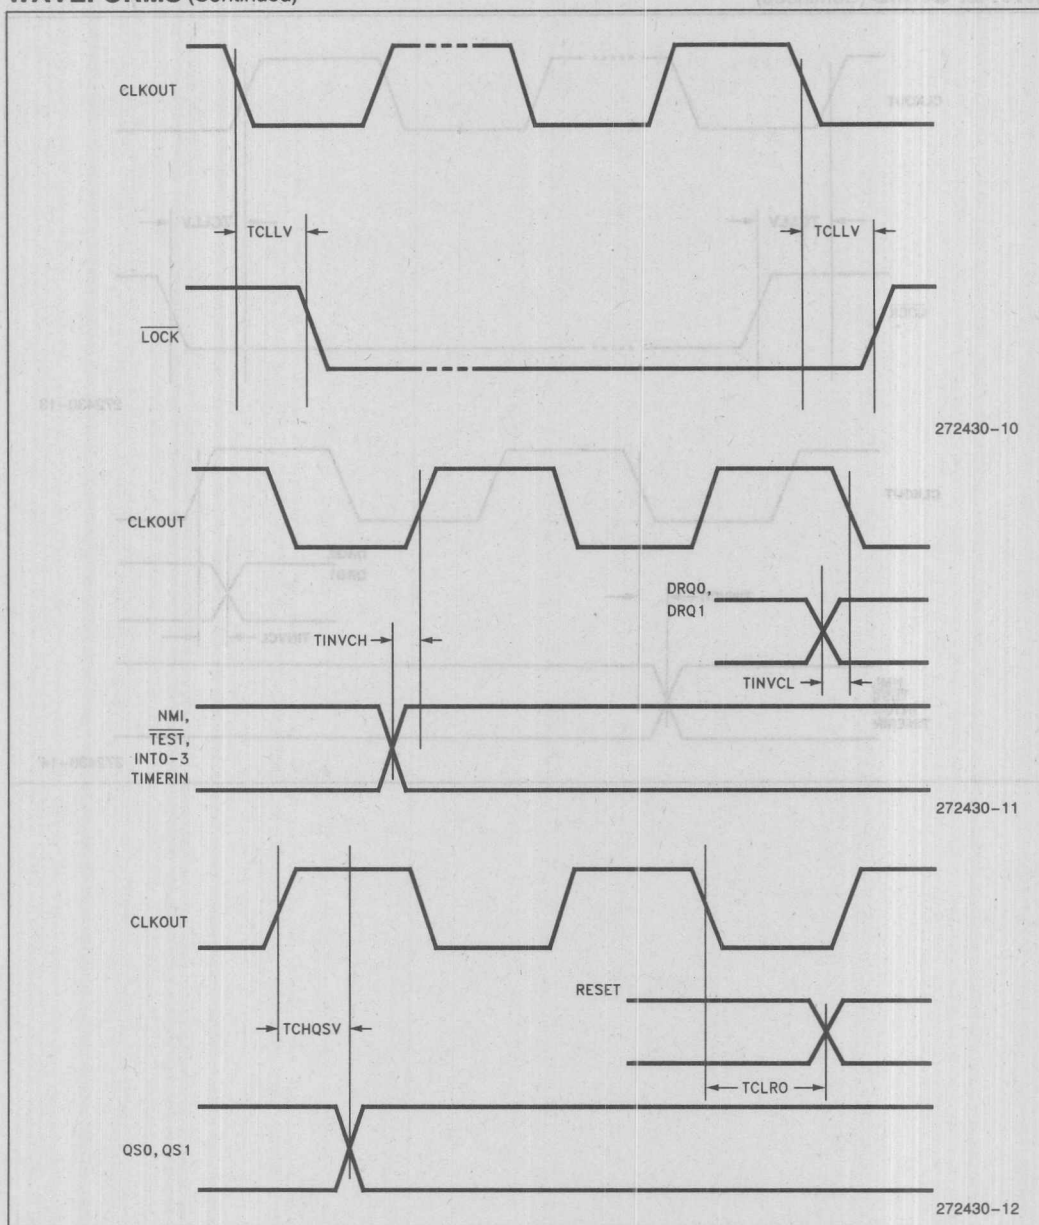 WAVEFORMS (Continued)
CLKOUT
TCLLV
TCLLV
LOCK
272430-10
CLKOUT
DRQ0,
DRQ1
TINVCH
TINVCL
NMI,
TEST,
INT0-3
TIMERIN
272430-11
CLKOUT
RESET
TCHQSV
TCLRO
QS0, QS1
272430-12